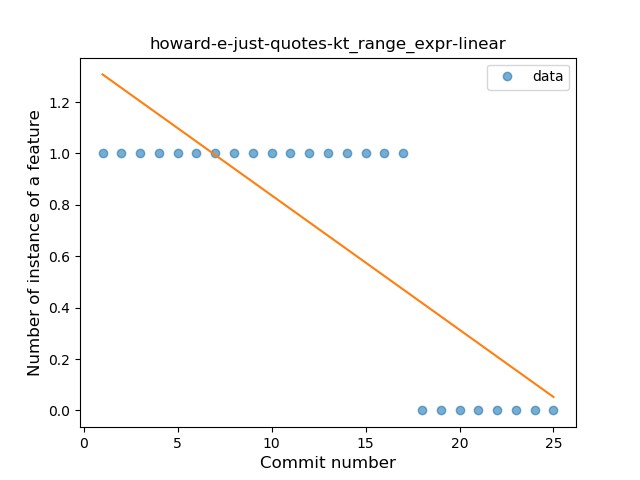 howard-e-just-quotes-kt_range_expr-linear
data
Number of instance of a feature
1.2
1.0
0.8
0.6
0.4
0.2
0.0
0 5 10 15 20 25
Commit number